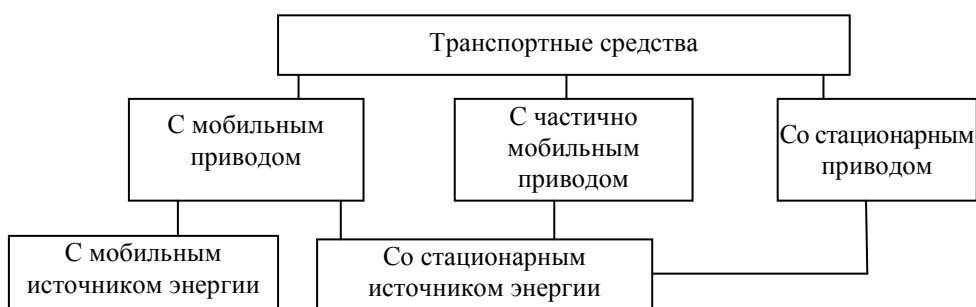 Транспортные средства
С мобильным
приводом
С частично
мобильным
приводом
Со стационарным
приводом
С мобильным
источником энергии
Со стационарным
источником энергии